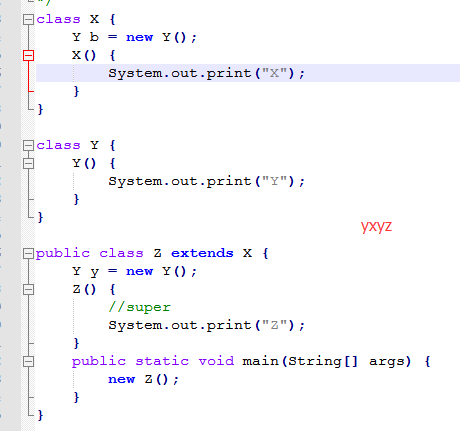 */
class X {
Y b = new Y();
X() {
System.out.print("X");
}
}
class Y {
Y() {
System.out.print("Y");
}
}
yxyz
public class Z extends X {
Y y = new Y();
Z() {
//super
System.out.print("Z");
}
public static void main(String[] args) {
new Z();
}
}